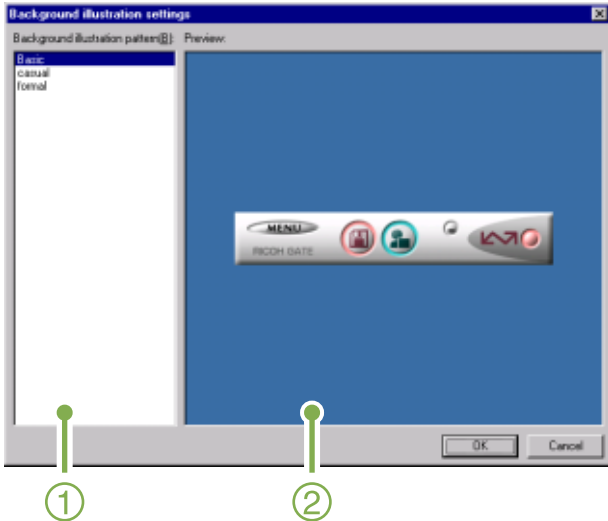 Background illustration settings
Background illustration pattern(B): Preview:
Basic
casual
formal
MENU
RICOH GATE
OK Cancel
1 2